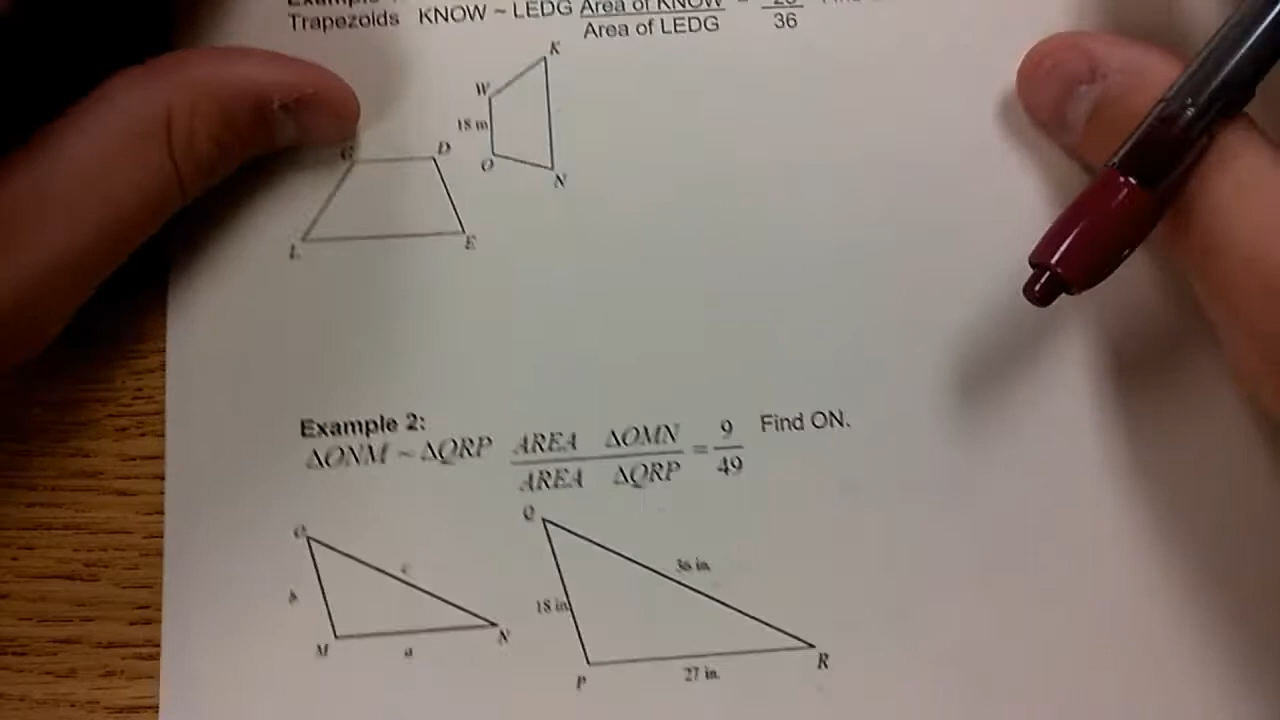 Trapezoids KNOW ~ LEDG Area of KNOW
Area of LEDG 36
K
W
18 m
G D
O
N
L E
Example 2:
ΔONM ~ ΔQRP AREA ΔOMN = 9 Find ON.
AREA ΔQRP 49
O Q
c 36 in.
b 18 in.
M a N
P 27 in. R